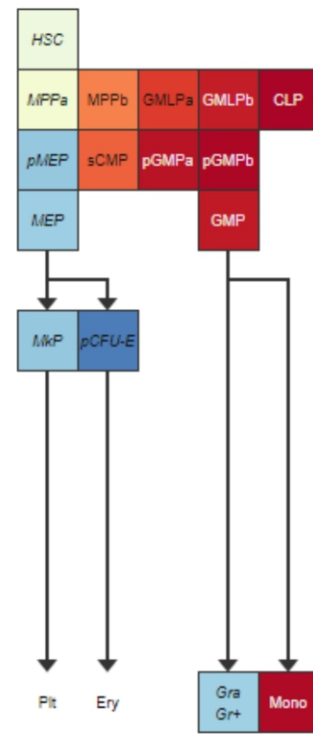 HSC
MPPa MPPb GMLPa GMLPb CLP
pMEP sCMP pGMPa pGMPb
MEP GMP
MkP pCFU-E
Plt Ery Gra
Gr+ Mono